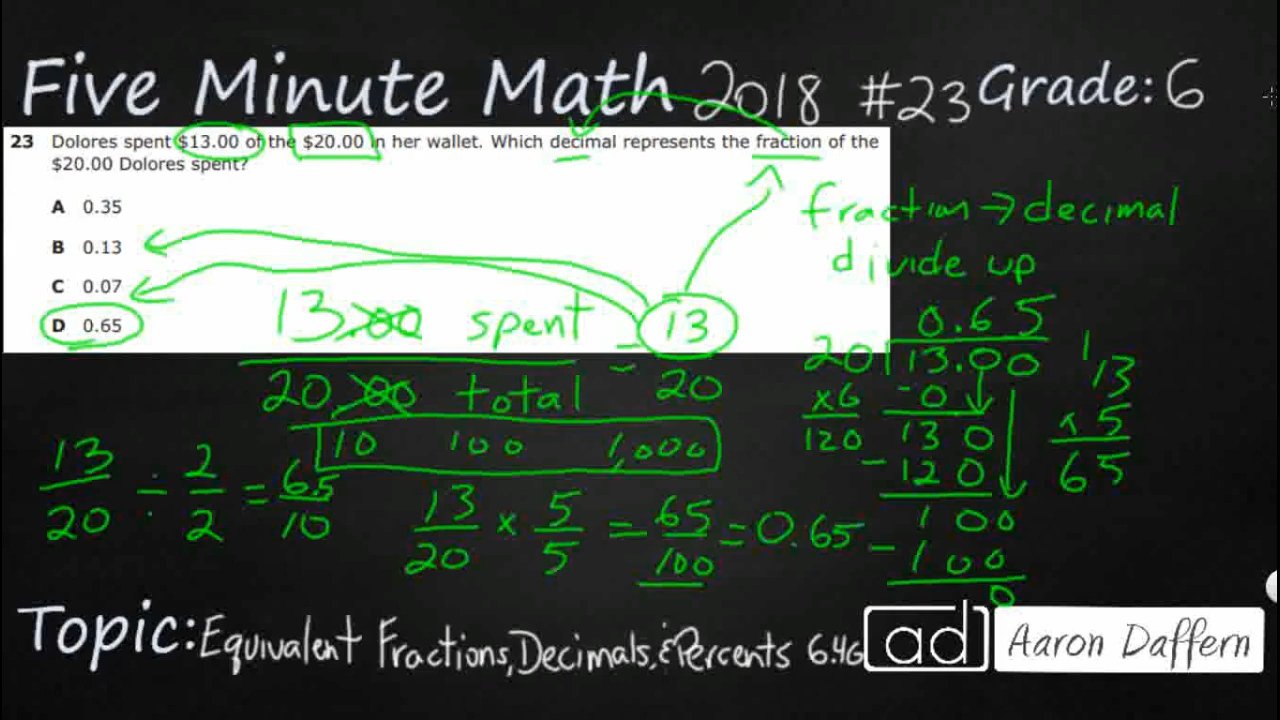 Five Minute Math 2018 #23 Grade: 6
23 Dolores spent $13.00 of the $20.00 in her wallet. Which decimal represents the fraction of the
$20.00 Dolores spent?
A 0.35
B 0.13
C 0.07
D 0.65
fraction → decimal
divide up
13.00 spent = 13
20.00 total 20
10 100 1,000
13/20 ÷ 2/2 = 6.5/10
13/20 × 5/5 = 65/100 = 0.65
0.65
20 13.00
×6 -0
120 130
-120
100
-100
0
1
13
×5
65
Topic: Equivalent Fractions, Decimals, & Percents 6.4G
ad Aaron Daffern